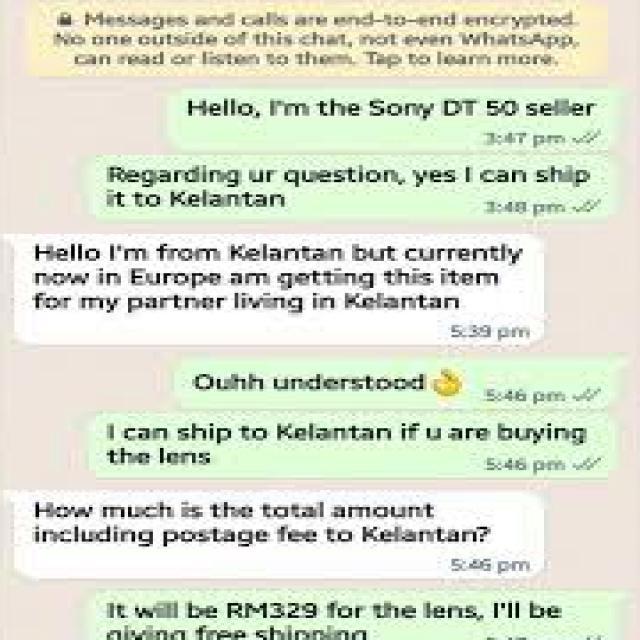 Messages and calls are end-to-end encrypted.
No one outside of this chat, not even WhatsApp,
can read or listen to them. Tap to learn more.
Hello, I'm the Sony DT 50 seller
3:47 pm
Regarding ur question, yes I can ship
it to Kelantan
3:48 pm
Hello I'm from Kelantan but currently
now in Europe am getting this item
for my partner living in Kelantan
5:39 pm
Ouhh understood👌
5:46 pm
I can ship to Kelantan if u are buying
the lens
5:46 pm
How much is the total amount
including postage fee to Kelantan?
5:46 pm
It will be RM329 for the lens, I'll be
giving free shipping